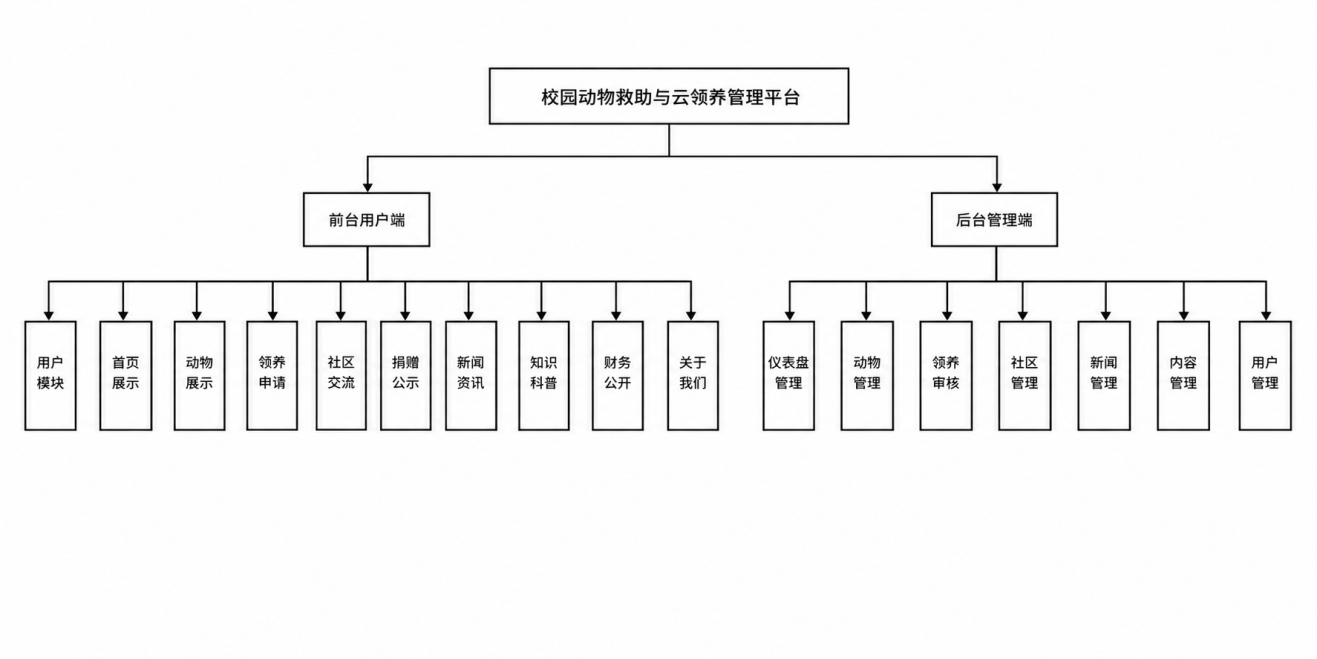 校园动物救助与云领养管理平台
前台用户端
后台管理端
用户
模块
首页
展示
动物
展示
领养
申请
社区
交流
捐赠
公示
新闻
资讯
知识
科普
财务
公开
关于
我们
仪表盘
管理
动物
管理
领养
审核
社区
管理
新闻
管理
内容
管理
用户
管理